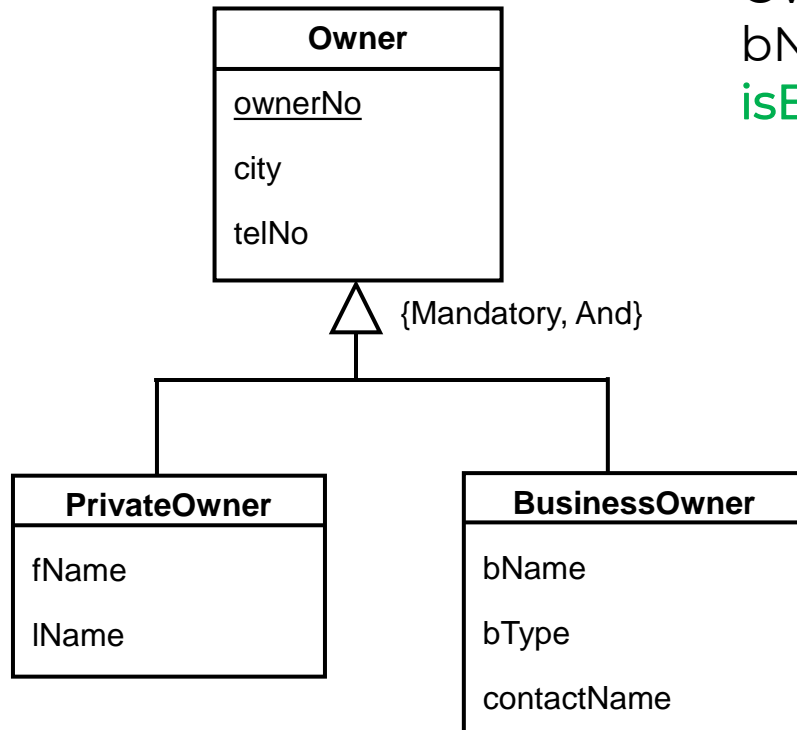 Owner
ownerNo
city
telNo
{Mandatory, And}
PrivateOwner
fName
lName
BusinessOwner
bName
bType
contactName